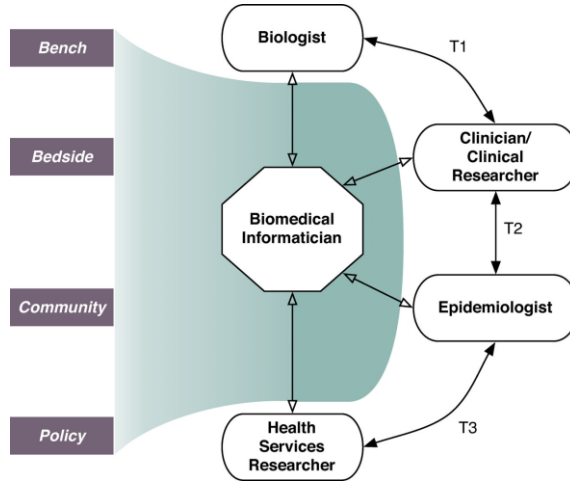 Bench
Biologist
T1
Bedside
Clinician/
Clinical
Researcher
Biomedical
Informatician
T2
Community
Epidemiologist
Policy
Health
Services
Researcher
T3